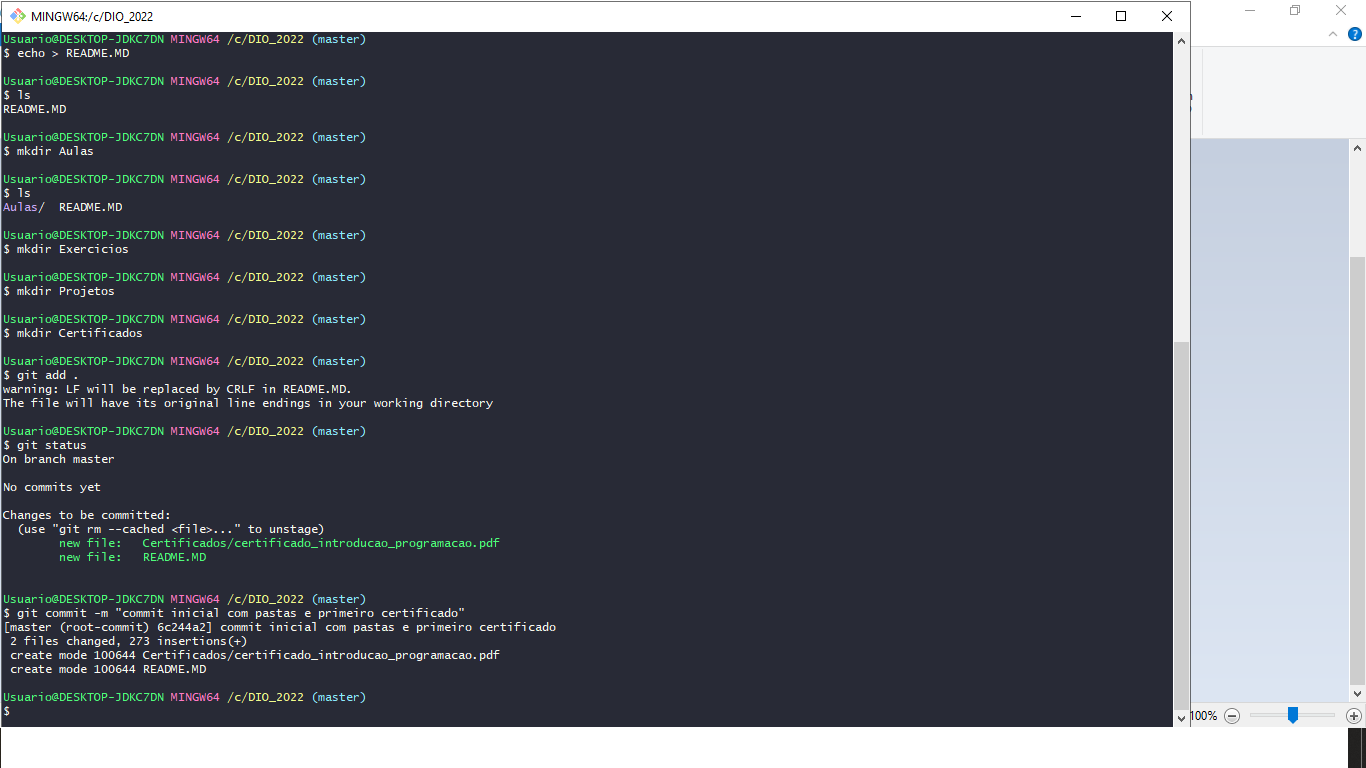 MINGW64:/c/DIO_2022
Usuario@DESKTOP-JDKC7DN MINGW64 /c/DIO_2022 (master)
$ echo > README.MD
Usuario@DESKTOP-JDKC7DN MINGW64 /c/DIO_2022 (master)
$ ls
README.MD
Usuario@DESKTOP-JDKC7DN MINGW64 /c/DIO_2022 (master)
$ mkdir Aulas
Usuario@DESKTOP-JDKC7DN MINGW64 /c/DIO_2022 (master)
$ ls
Aulas/  README.MD
Usuario@DESKTOP-JDKC7DN MINGW64 /c/DIO_2022 (master)
$ mkdir Exercicios
Usuario@DESKTOP-JDKC7DN MINGW64 /c/DIO_2022 (master)
$ mkdir Projetos
Usuario@DESKTOP-JDKC7DN MINGW64 /c/DIO_2022 (master)
$ mkdir Certificados
Usuario@DESKTOP-JDKC7DN MINGW64 /c/DIO_2022 (master)
$ git add .
warning: LF will be replaced by CRLF in README.MD.
The file will have its original line endings in your working directory
Usuario@DESKTOP-JDKC7DN MINGW64 /c/DIO_2022 (master)
$ git status
On branch master
No commits yet
Changes to be committed:
  (use "git rm --cached <file>..." to unstage)
        new file:   Certificados/certificado_introducao_programacao.pdf
        new file:   README.MD
Usuario@DESKTOP-JDKC7DN MINGW64 /c/DIO_2022 (master)
$ git commit -m "commit inicial com pastas e primeiro certificado"
[master (root-commit) 6c244a2] commit inicial com pastas e primeiro certificado
 2 files changed, 273 insertions(+)
 create mode 100644 Certificados/certificado_introducao_programacao.pdf
 create mode 100644 README.MD
Usuario@DESKTOP-JDKC7DN MINGW64 /c/DIO_2022 (master)
$
100%